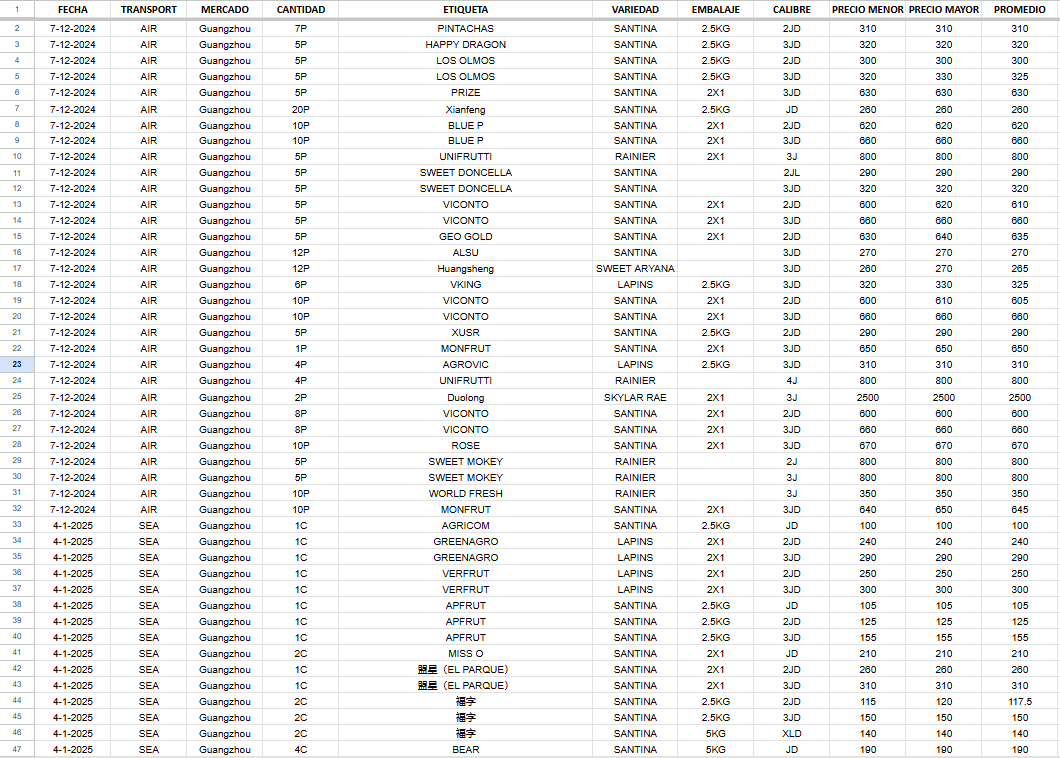 1 FECHA TRANSPORT MERCADO CANTIDAD ETIQUETA VARIEDAD EMBALAJE CALIBRE PRECIO MENOR PRECIO MAYOR PROMEDIO
2 7-12-2024 AIR Guangzhou 7P PINTACHAS SANTINA 2.5KG 2JD 310 310 310
3 7-12-2024 AIR Guangzhou 5P HAPPY DRAGON SANTINA 2.5KG 3JD 320 320 320
4 7-12-2024 AIR Guangzhou 5P LOS OLMOS SANTINA 2.5KG 2JD 300 300 300
5 7-12-2024 AIR Guangzhou 5P LOS OLMOS SANTINA 2.5KG 3JD 320 330 325
6 7-12-2024 AIR Guangzhou 5P PRIZE SANTINA 2X1 3JD 630 630 630
7 7-12-2024 AIR Guangzhou 20P Xianfeng SANTINA 2.5KG JD 260 260 260
8 7-12-2024 AIR Guangzhou 10P BLUE P SANTINA 2X1 2JD 620 620 620
9 7-12-2024 AIR Guangzhou 10P BLUE P SANTINA 2X1 3JD 660 660 660
10 7-12-2024 AIR Guangzhou 5P UNIFRUTTI RAINIER 2X1 3J 800 800 800
11 7-12-2024 AIR Guangzhou 5P SWEET DONCELLA SANTINA 2JL 290 290 290
12 7-12-2024 AIR Guangzhou 5P SWEET DONCELLA SANTINA 3JD 320 320 320
13 7-12-2024 AIR Guangzhou 5P VICONTO SANTINA 2X1 2JD 600 620 610
14 7-12-2024 AIR Guangzhou 5P VICONTO SANTINA 2X1 3JD 660 660 660
15 7-12-2024 AIR Guangzhou 5P GEO GOLD SANTINA 2X1 2JD 630 640 635
16 7-12-2024 AIR Guangzhou 12P ALSU SANTINA 3JD 270 270 270
17 7-12-2024 AIR Guangzhou 12P Huangsheng SWEET ARYANA 3JD 260 270 265
18 7-12-2024 AIR Guangzhou 6P VKING LAPINS 2.5KG 3JD 320 330 325
19 7-12-2024 AIR Guangzhou 10P VICONTO SANTINA 2X1 2JD 600 610 605
20 7-12-2024 AIR Guangzhou 10P VICONTO SANTINA 2X1 3JD 660 660 660
21 7-12-2024 AIR Guangzhou 5P XUSR SANTINA 2.5KG 2JD 290 290 290
22 7-12-2024 AIR Guangzhou 1P MONFRUT SANTINA 2X1 3JD 650 650 650
23 7-12-2024 AIR Guangzhou 4P AGROVIC LAPINS 2.5KG 3JD 310 310 310
24 7-12-2024 AIR Guangzhou 4P UNIFRUTTI RAINIER 4J 800 800 800
25 7-12-2024 AIR Guangzhou 2P Duolong SKYLAR RAE 2X1 3J 2500 2500 2500
26 7-12-2024 AIR Guangzhou 8P VICONTO SANTINA 2X1 2JD 600 600 600
27 7-12-2024 AIR Guangzhou 8P VICONTO SANTINA 2X1 3JD 660 660 660
28 7-12-2024 AIR Guangzhou 10P ROSE SANTINA 2X1 3JD 670 670 670
29 7-12-2024 AIR Guangzhou 5P SWEET MOKEY RAINIER 2J 800 800 800
30 7-12-2024 AIR Guangzhou 5P SWEET MOKEY RAINIER 3J 800 800 800
31 7-12-2024 AIR Guangzhou 10P WORLD FRESH RAINIER 3J 350 350 350
32 7-12-2024 AIR Guangzhou 10P MONFRUT SANTINA 2X1 3JD 640 650 645
33 4-1-2025 SEA Guangzhou 1C AGRICOM SANTINA 2.5KG JD 100 100 100
34 4-1-2025 SEA Guangzhou 1C GREENAGRO LAPINS 2X1 2JD 240 240 240
35 4-1-2025 SEA Guangzhou 1C GREENAGRO LAPINS 2X1 3JD 290 290 290
36 4-1-2025 SEA Guangzhou 1C VERFRUT LAPINS 2X1 2JD 250 250 250
37 4-1-2025 SEA Guangzhou 1C VERFRUT LAPINS 2X1 3JD 300 300 300
38 4-1-2025 SEA Guangzhou 1C APFRUT SANTINA 2.5KG JD 105 105 105
39 4-1-2025 SEA Guangzhou 1C APFRUT SANTINA 2.5KG 2JD 125 125 125
40 4-1-2025 SEA Guangzhou 1C APFRUT SANTINA 2.5KG 3JD 155 155 155
41 4-1-2025 SEA Guangzhou 2C MISS O SANTINA 2X1 JD 210 210 210
42 4-1-2025 SEA Guangzhou 1C 盟星（EL PARQUE） SANTINA 2X1 2JD 260 260 260
43 4-1-2025 SEA Guangzhou 1C 盟星（EL PARQUE） SANTINA 2X1 3JD 310 310 310
44 4-1-2025 SEA Guangzhou 2C 福字 SANTINA 2.5KG 2JD 115 120 117.5
45 4-1-2025 SEA Guangzhou 2C 福字 SANTINA 2.5KG 3JD 150 150 150
46 4-1-2025 SEA Guangzhou 2C 福字 SANTINA 5KG XLD 140 140 140
47 4-1-2025 SEA Guangzhou 4C BEAR SANTINA 5KG JD 190 190 190